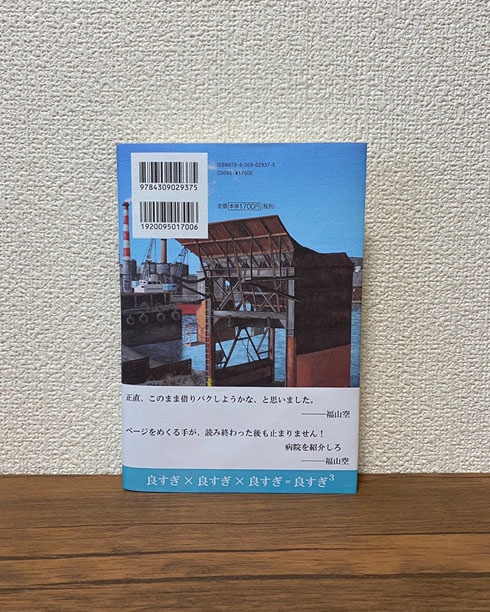 ISBN978-4-309-02937-5
C0095 ¥1700E
9784309029375
定価 本体1700円(税別)
1920095017006
正直、このまま借りパクしようかな、と思いました。
———福山空
ページをめくる手が、読み終わった後も止まりません！
病院を紹介しろ
———福山空
良すぎ × 良すぎ × 良すぎ = 良すぎ³